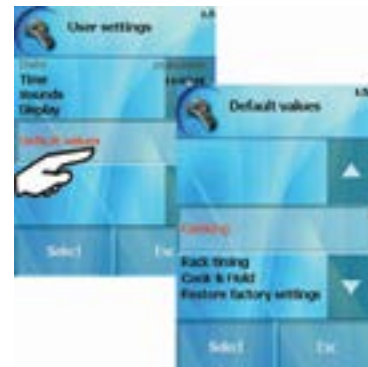 User settings
Date
Time
Sounds
Display
Default values
Select
Esc
Default values
Cooking
Rack timing
Cook & Hold
Restore factory settings
Select
Esc